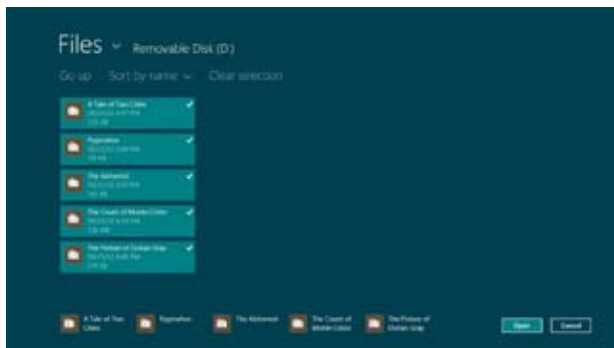 Files Removable Disk (D:)
Go up Sort by name Clear selection
A Tale of Two Cities
Pygmalion
The Alchemist
The Count of Monte Cristo
The Picture of Dorian Gray
A Tale of Two Pygmalion The Alchemist The Count of The Picture of
Cities Monte Cristo Dorian Gray
Open Cancel